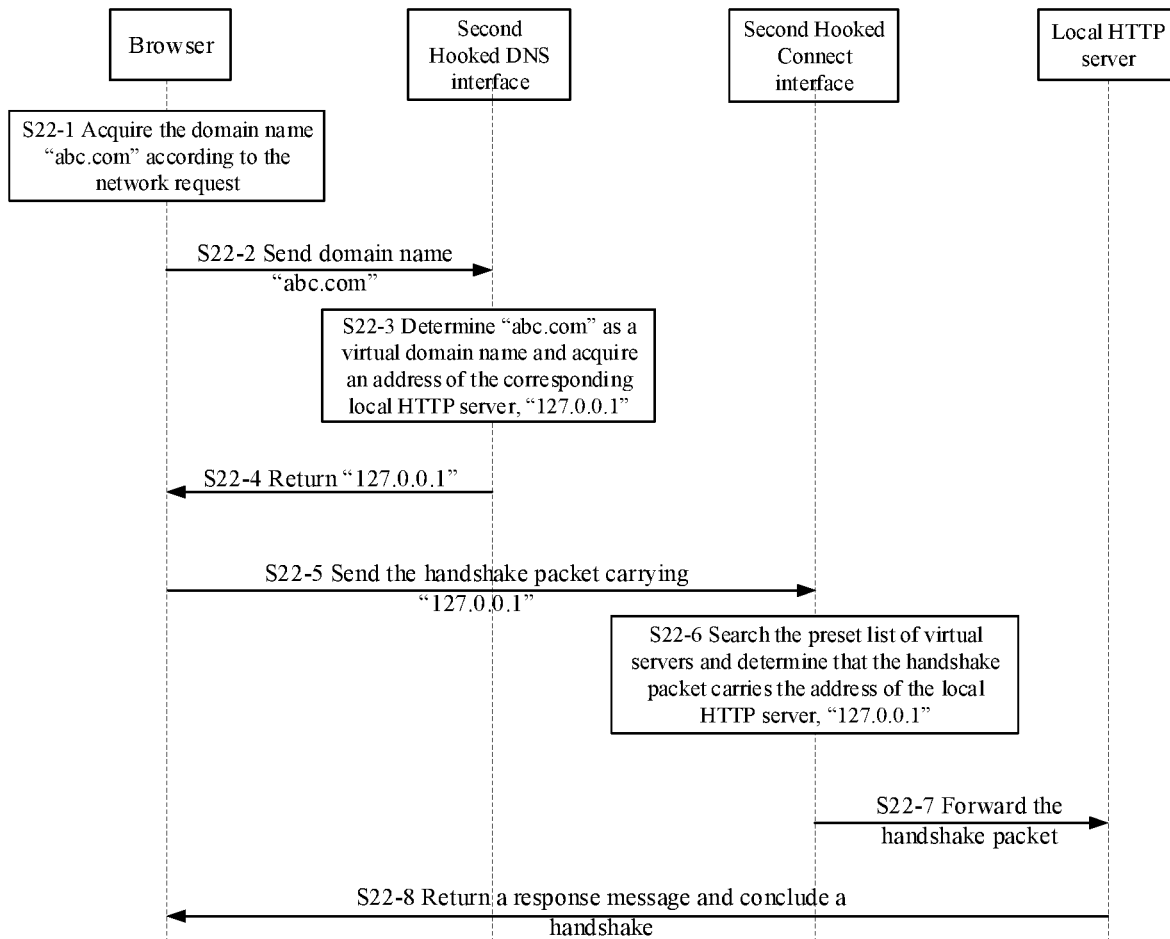 Browser
Second
Hooked DNS
interface
Second Hooked
Connect
interface
Local HTTP
server
S22-1 Acquire the domain name
“abc.com” according to the
network request
S22-2 Send domain name
“abc.com”
S22-3 Determine “abc.com” as a
virtual domain name and acquire
an address of the corresponding
local HTTP server, “127.0.0.1”
S22-4 Return “127.0.0.1”
S22-5 Send the handshake packet carrying
“127.0.0.1”
S22-6 Search the preset list of virtual
servers and determine that the handshake
packet carries the address of the local
HTTP server, “127.0.0.1”
S22-7 Forward the
handshake packet
S22-8 Return a response message and conclude a
handshake